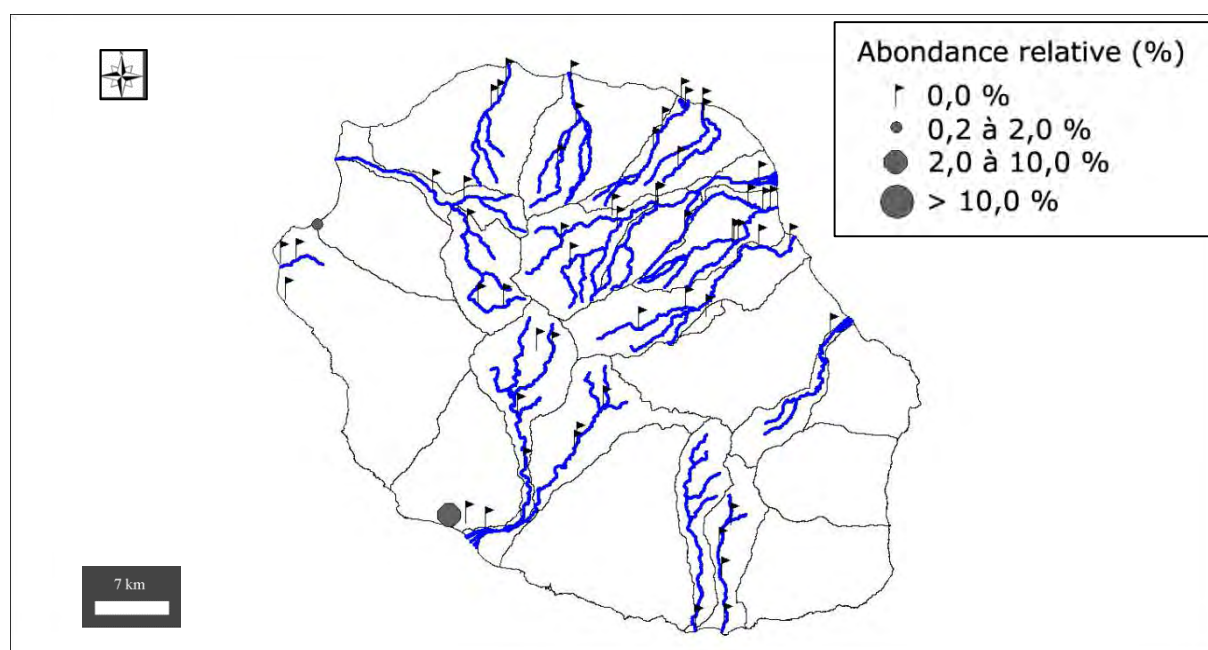 Abondance relative (%)
0,0 %
0,2 à 2,0 %
2,0 à 10,0 %
> 10,0 %
7 km